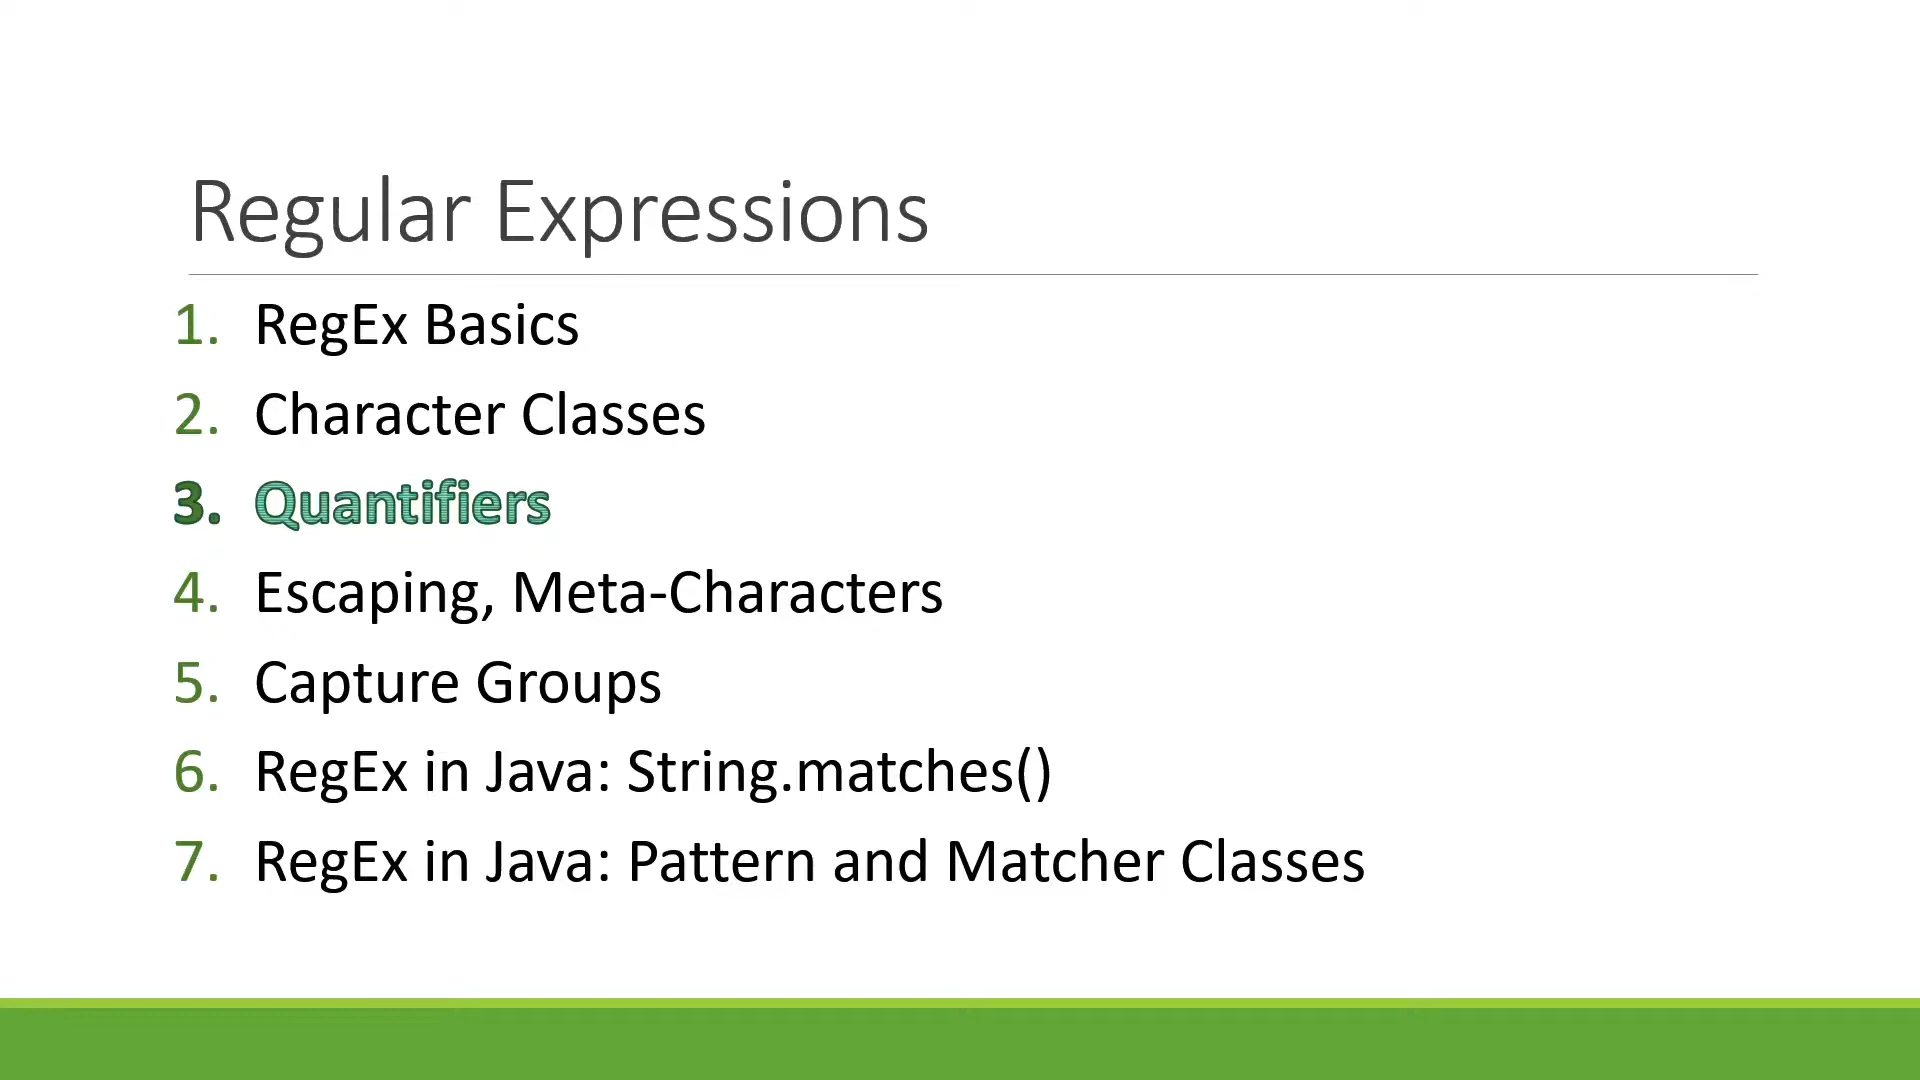 Regular Expressions
1. RegEx Basics
2. Character Classes
3. Quantifiers
4. Escaping, Meta-Characters
5. Capture Groups
6. RegEx in Java: String.matches()
7. RegEx in Java: Pattern and Matcher Classes